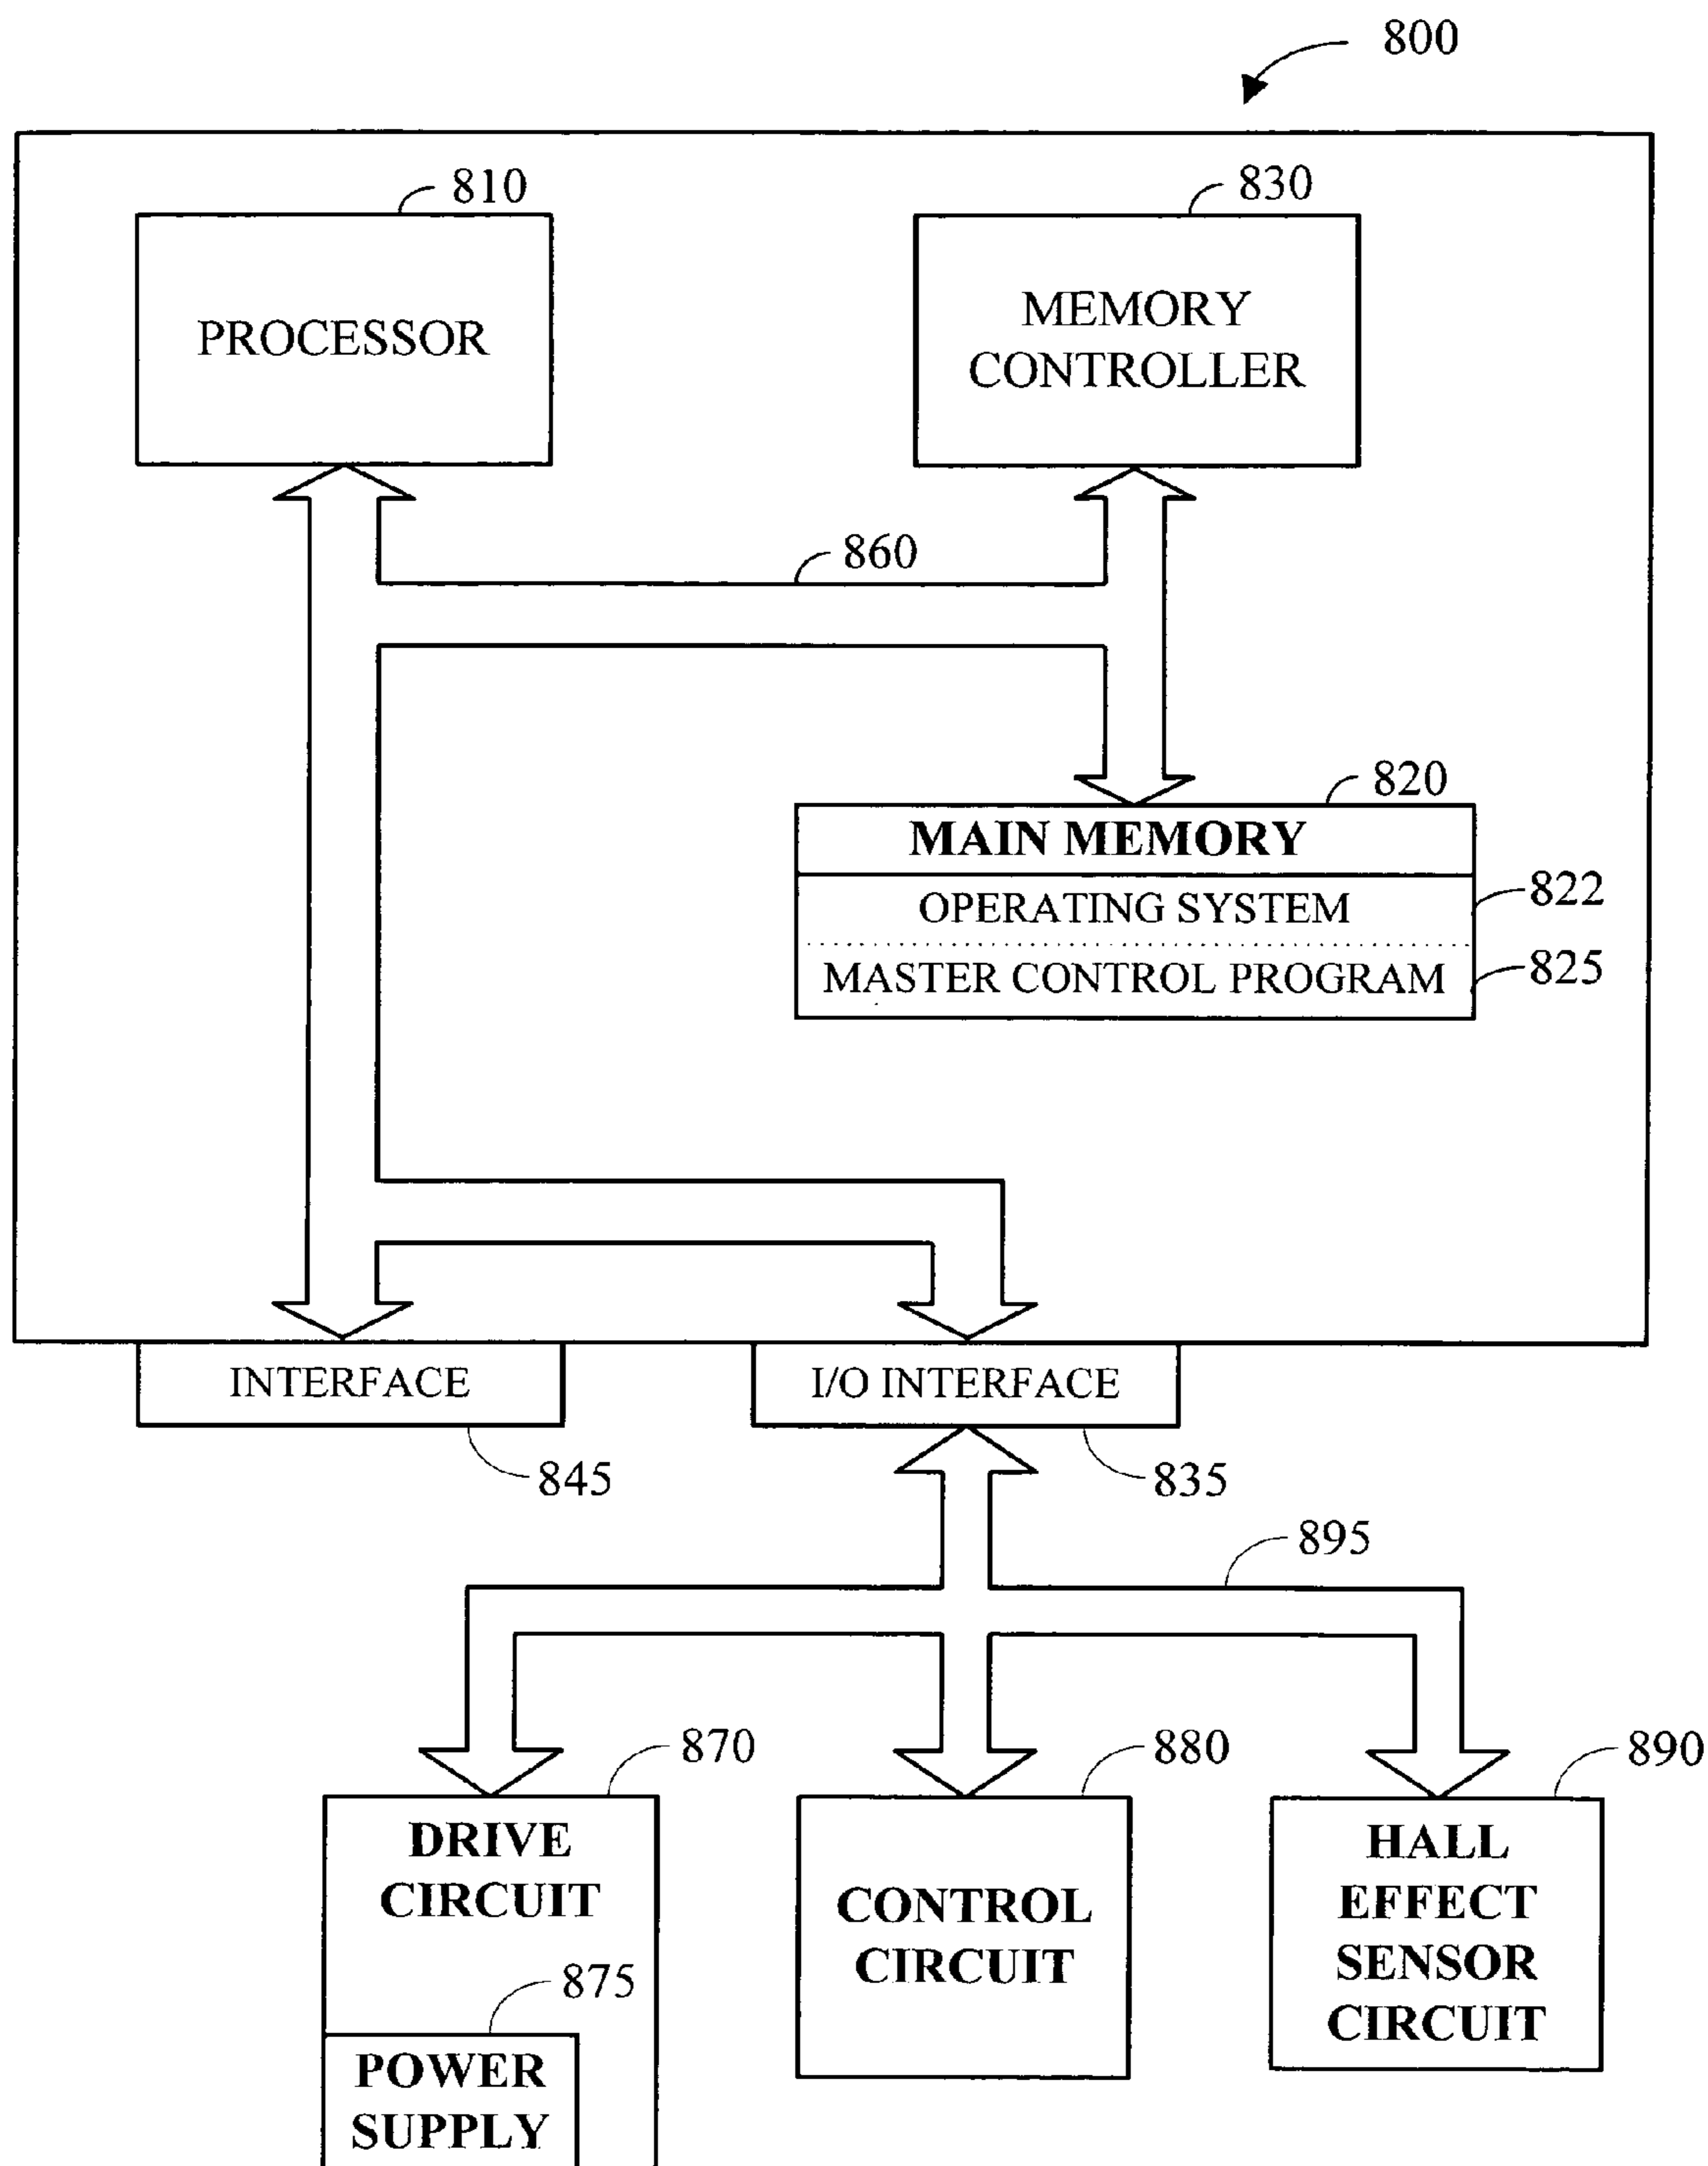 800
810
830
PROCESSOR
MEMORY
CONTROLLER
860
820
MAIN MEMORY
OPERATING SYSTEM
822
MASTER CONTROL PROGRAM
825
INTERFACE
I/O INTERFACE
845
835
895
870
880
890
DRIVE
CIRCUIT
CONTROL
CIRCUIT
HALL
EFFECT
SENSOR
CIRCUIT
875
POWER
SUPPLY